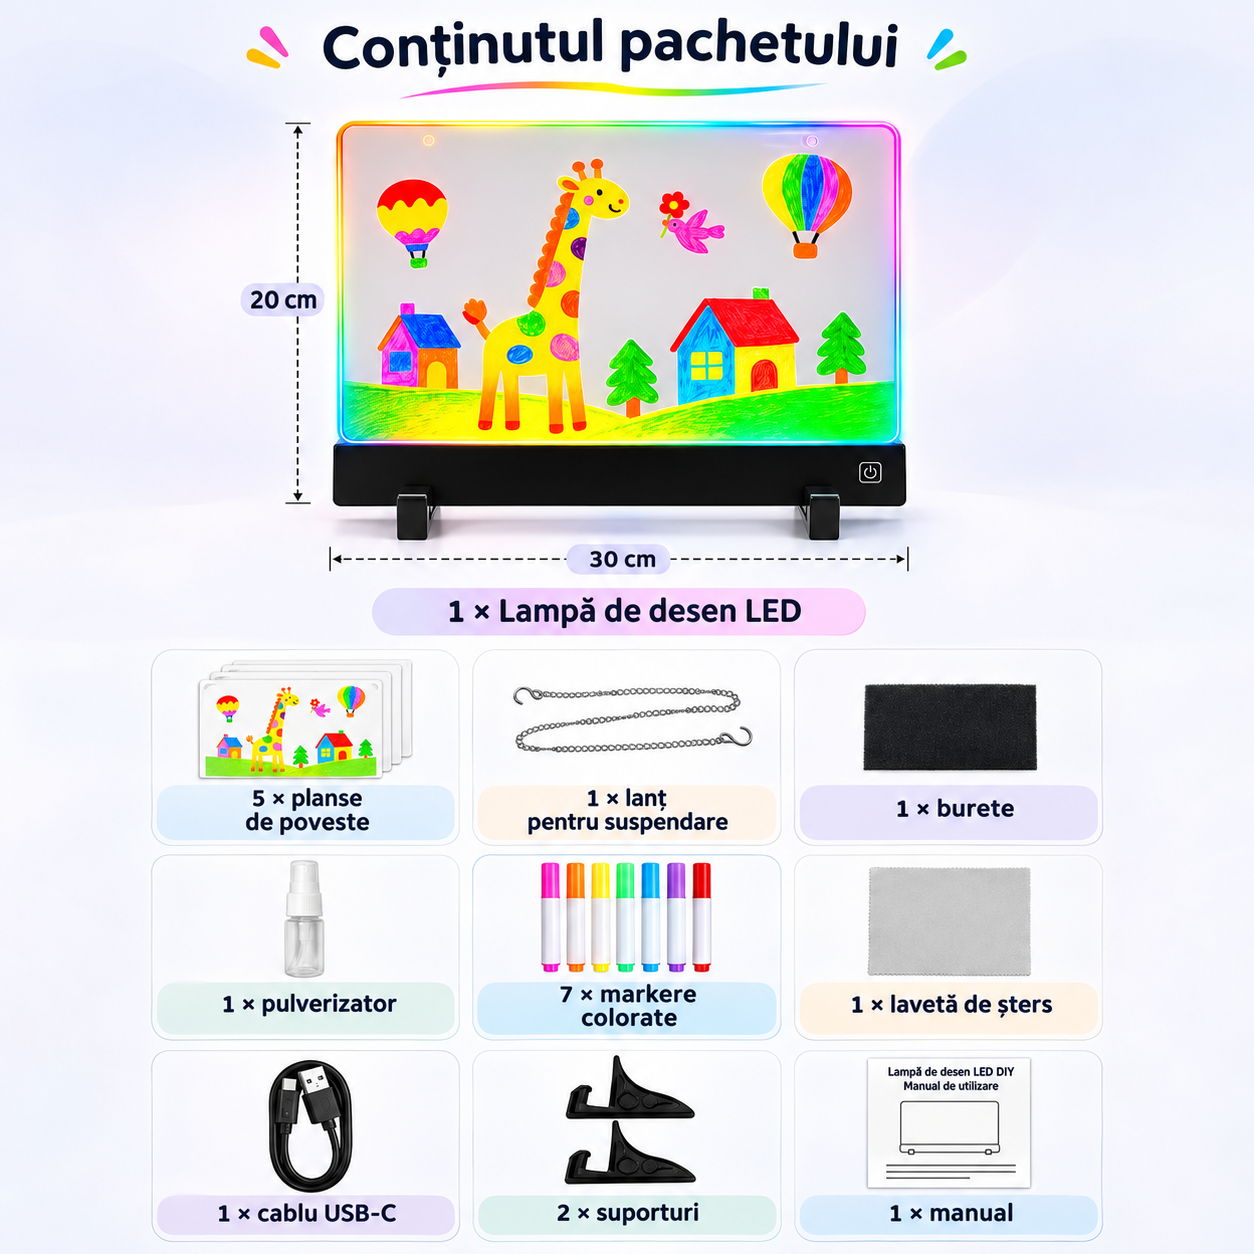 Conținutul pachetului
20 cm
30 cm
1 × Lampă de desen LED
5 × planse
de poveste
1 × lanț
pentru suspendare
1 × burete
1 × pulverizator
7 × markere
colorate
1 × lavetă de șters
Lampă de desen LED DIY
Manual de utilizare
1 × cablu USB-C
2 × suporturi
1 × manual